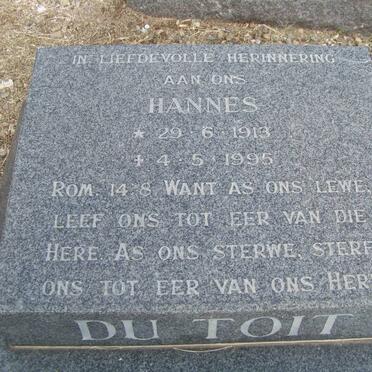 IN LIEFDEVOLLE HERINNERING
AAN ONS
HANNES
* 29-6-1913
✝ 4-5-1995
ROM. 14:8 WANT AS ONS LEWE,
LEEF ONS TOT EER VAN DIE
HERE. AS ONS STERWE, STERF
ONS TOT EER VAN ONS HERE
DU TOIT